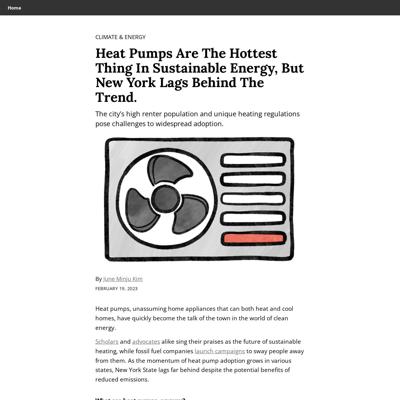 Home
CLIMATE & ENERGY
Heat Pumps Are The Hottest
Thing In Sustainable Energy, But
New York Lags Behind The
Trend.
The city's high renter population and unique heating regulations
pose challenges to widespread adoption.
By June Minju Kim
FEBRUARY 19, 2023
Heat pumps, unassuming home appliances that can both heat and cool
homes, have quickly become the talk of the town in the world of clean
energy.
Scholars and advocates alike sing their praises as the future of sustainable
heating, while fossil fuel companies launch campaigns to sway people away
from them. As the momentum of heat pump adoption grows in various
states, New York State lags far behind despite the potential benefits of
reduced emissions.